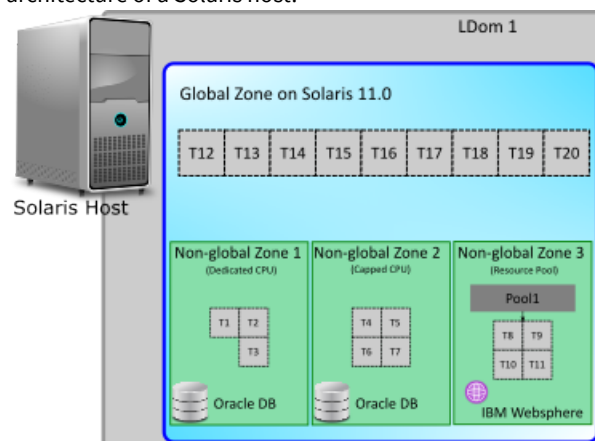 architecture of a Solaris host.
LDom 1
Global Zone on Solaris 11.0
T12 T13 T14 T15 T16 T17 T18 T19 T20
Solaris Host
Non-global Zone 1
(Dedicated CPU)
T1 T2
T3
Oracle DB
Non-global Zone 2
(Capped CPU)
T4 T5
T6 T7
Oracle DB
Non-global Zone 3
(Resource Pool)
Pool1
T8 T9
T10 T11
IBM Websphere